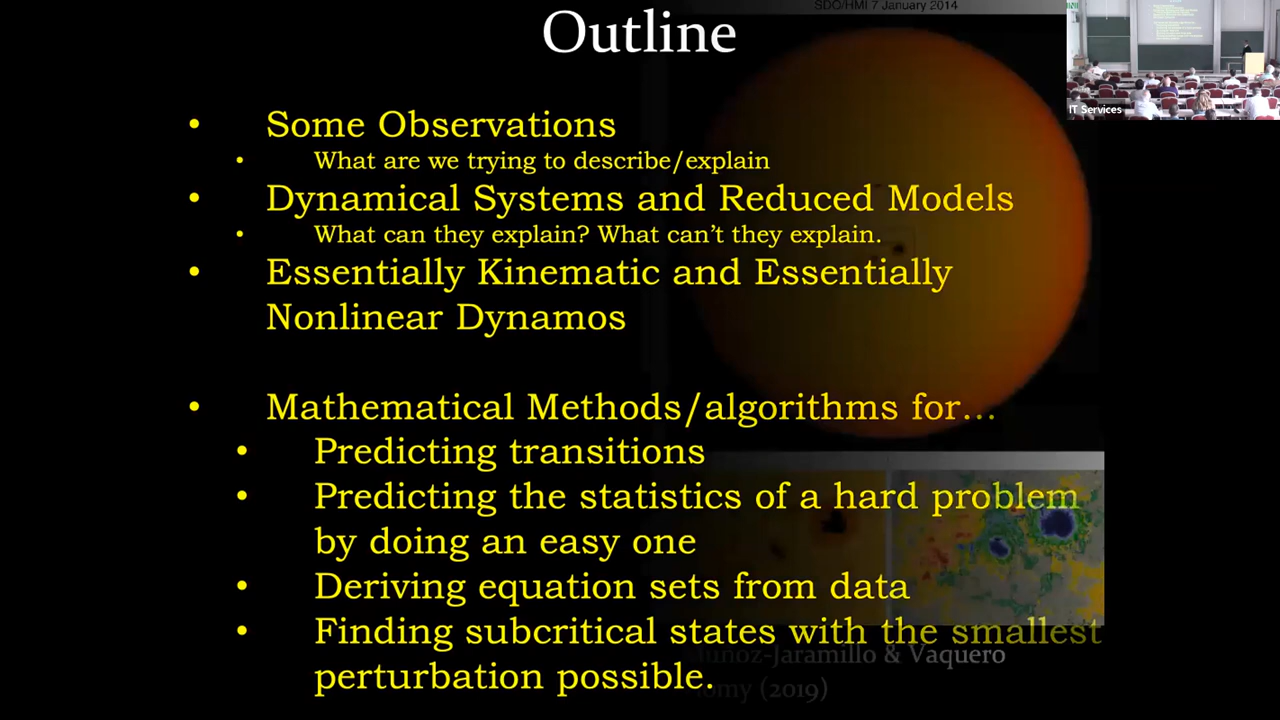 SDO/HMI 7 January 2014
Outline
IT Services
• Some Observations
• What are we trying to describe/explain
• Dynamical Systems and Reduced Models
• What can they explain? What can't they explain.
• Essentially Kinematic and Essentially
Nonlinear Dynamos
• Mathematical Methods/algorithms for…
• Predicting transitions
• Predicting the statistics of a hard problem
by doing an easy one
• Deriving equation sets from data
• Finding subcritical states with the smallest
perturbation possible.
& Vaquero
(2019)